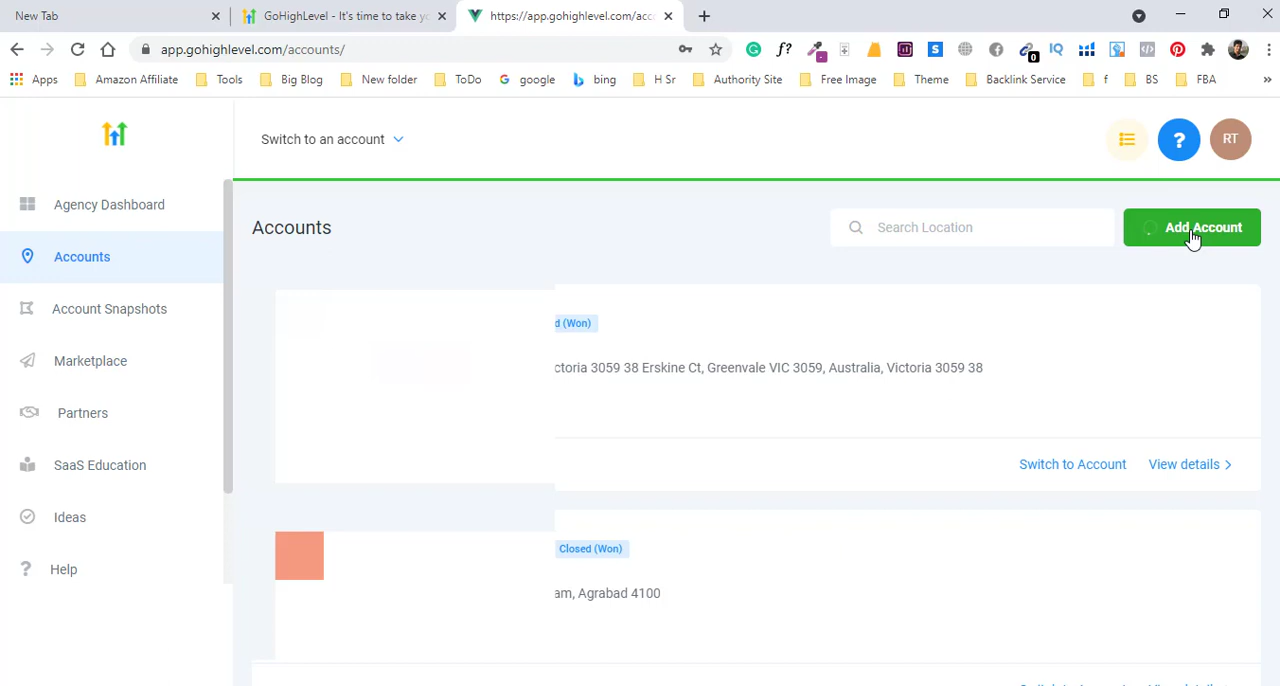 New Tab
GoHighLevel - It's time to take yo
https://app.gohighlevel.com/acco
app.gohighlevel.com/accounts/
f?
S
IQ
0
Apps
Amazon Affiliate
Tools
Big Blog
New folder
ToDo
google
bing
H Sr
Authority Site
Free Image
Theme
Backlink Service
f
BS
FBA
»
Switch to an account
?
RT
Agency Dashboard
Accounts
Account Snapshots
Marketplace
Partners
SaaS Education
Ideas
Help
Accounts
Search Location
Add Account
d (Won)
ctoria 3059 38 Erskine Ct, Greenvale VIC 3059, Australia, Victoria 3059 38
Switch to Account
View details
Closed (Won)
am, Agrabad 4100